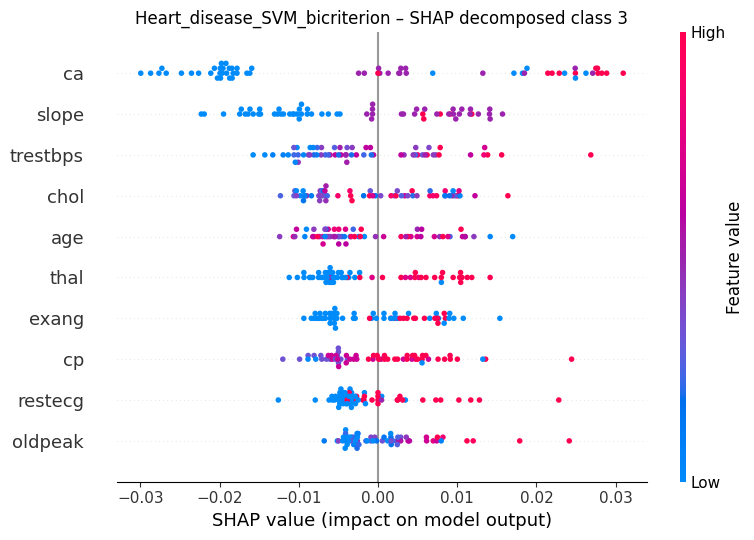 Heart_disease_SVM_bicriterion – SHAP decomposed class 3
High
ca
slope
trestbps
chol
age
thal
exang
cp
restecg
oldpeak
Feature value
Low
−0.03 −0.02 −0.01 0.00 0.01 0.02 0.03
SHAP value (impact on model output)